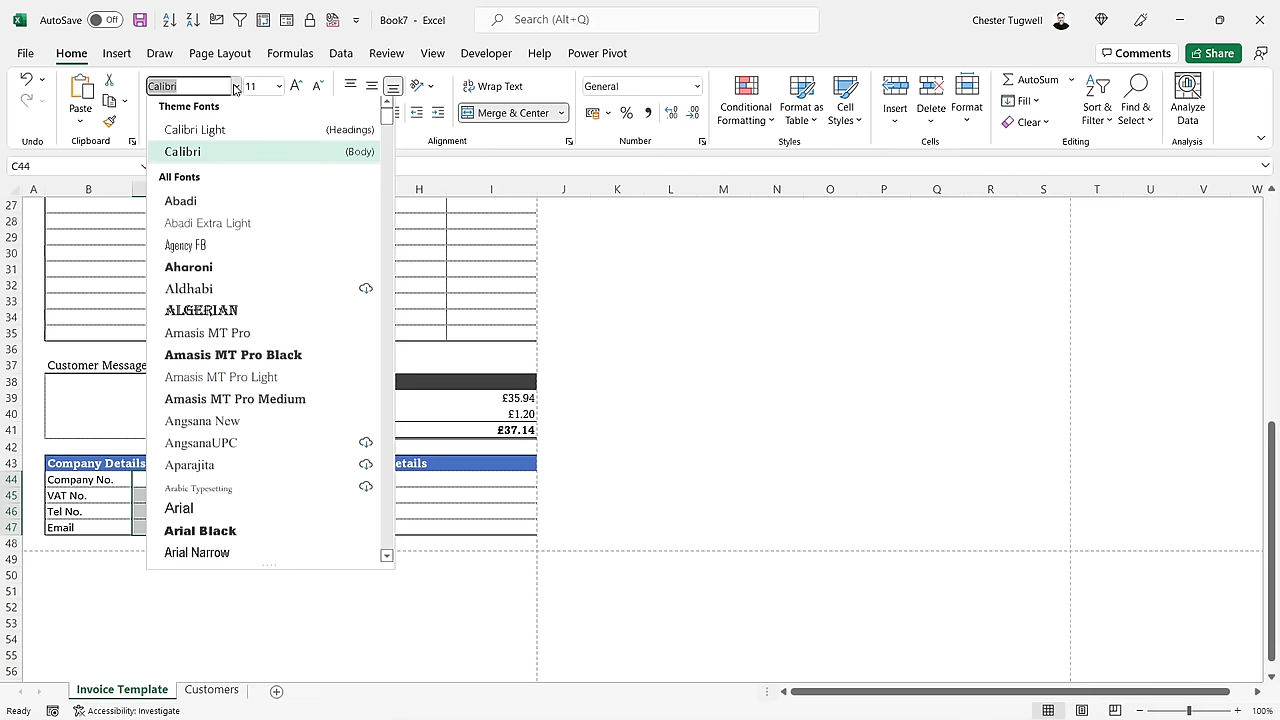 AutoSave Off Book7 - Excel Search (Alt+Q) Chester Tugwell
File Home Insert Draw Page Layout Formulas Data Review View Developer Help Power Pivot Comments Share
Undo
Paste
Clipboard
Calibri 11
Wrap Text
Merge & Center
Alignment
General
Number
Conditional Formatting
Format as Table
Cell Styles
Styles
Insert Delete Format
Cells
AutoSum
Fill
Clear
Sort & Filter
Find & Select
Editing
Analyze Data
Analysis
Theme Fonts
Calibri Light (Headings)
Calibri (Body)
All Fonts
Abadi
Abadi Extra Light
Agency FB
Aharoni
Aldhabi
ALGERIAN
Amasis MT Pro
Amasis MT Pro Black
Amasis MT Pro Light
Amasis MT Pro Medium
Angsana New
AngsanaUPC
Aparajita
Arabic Typesetting
Arial
Arial Black
Arial Narrow
C44
A B H I J K L M N O P Q R S T U V W
27
28
29
30
31
32
33
34
35
36
37 Customer Message
38
39 £35.94
40 £1.20
41 £37.14
42
43 Company Details etails
44 Company No.
45 VAT No.
46 Tel No.
47 Email
48
49
50
51
52
53
54
55
56
Invoice Template Customers
Ready Accessibility: Investigate 100%